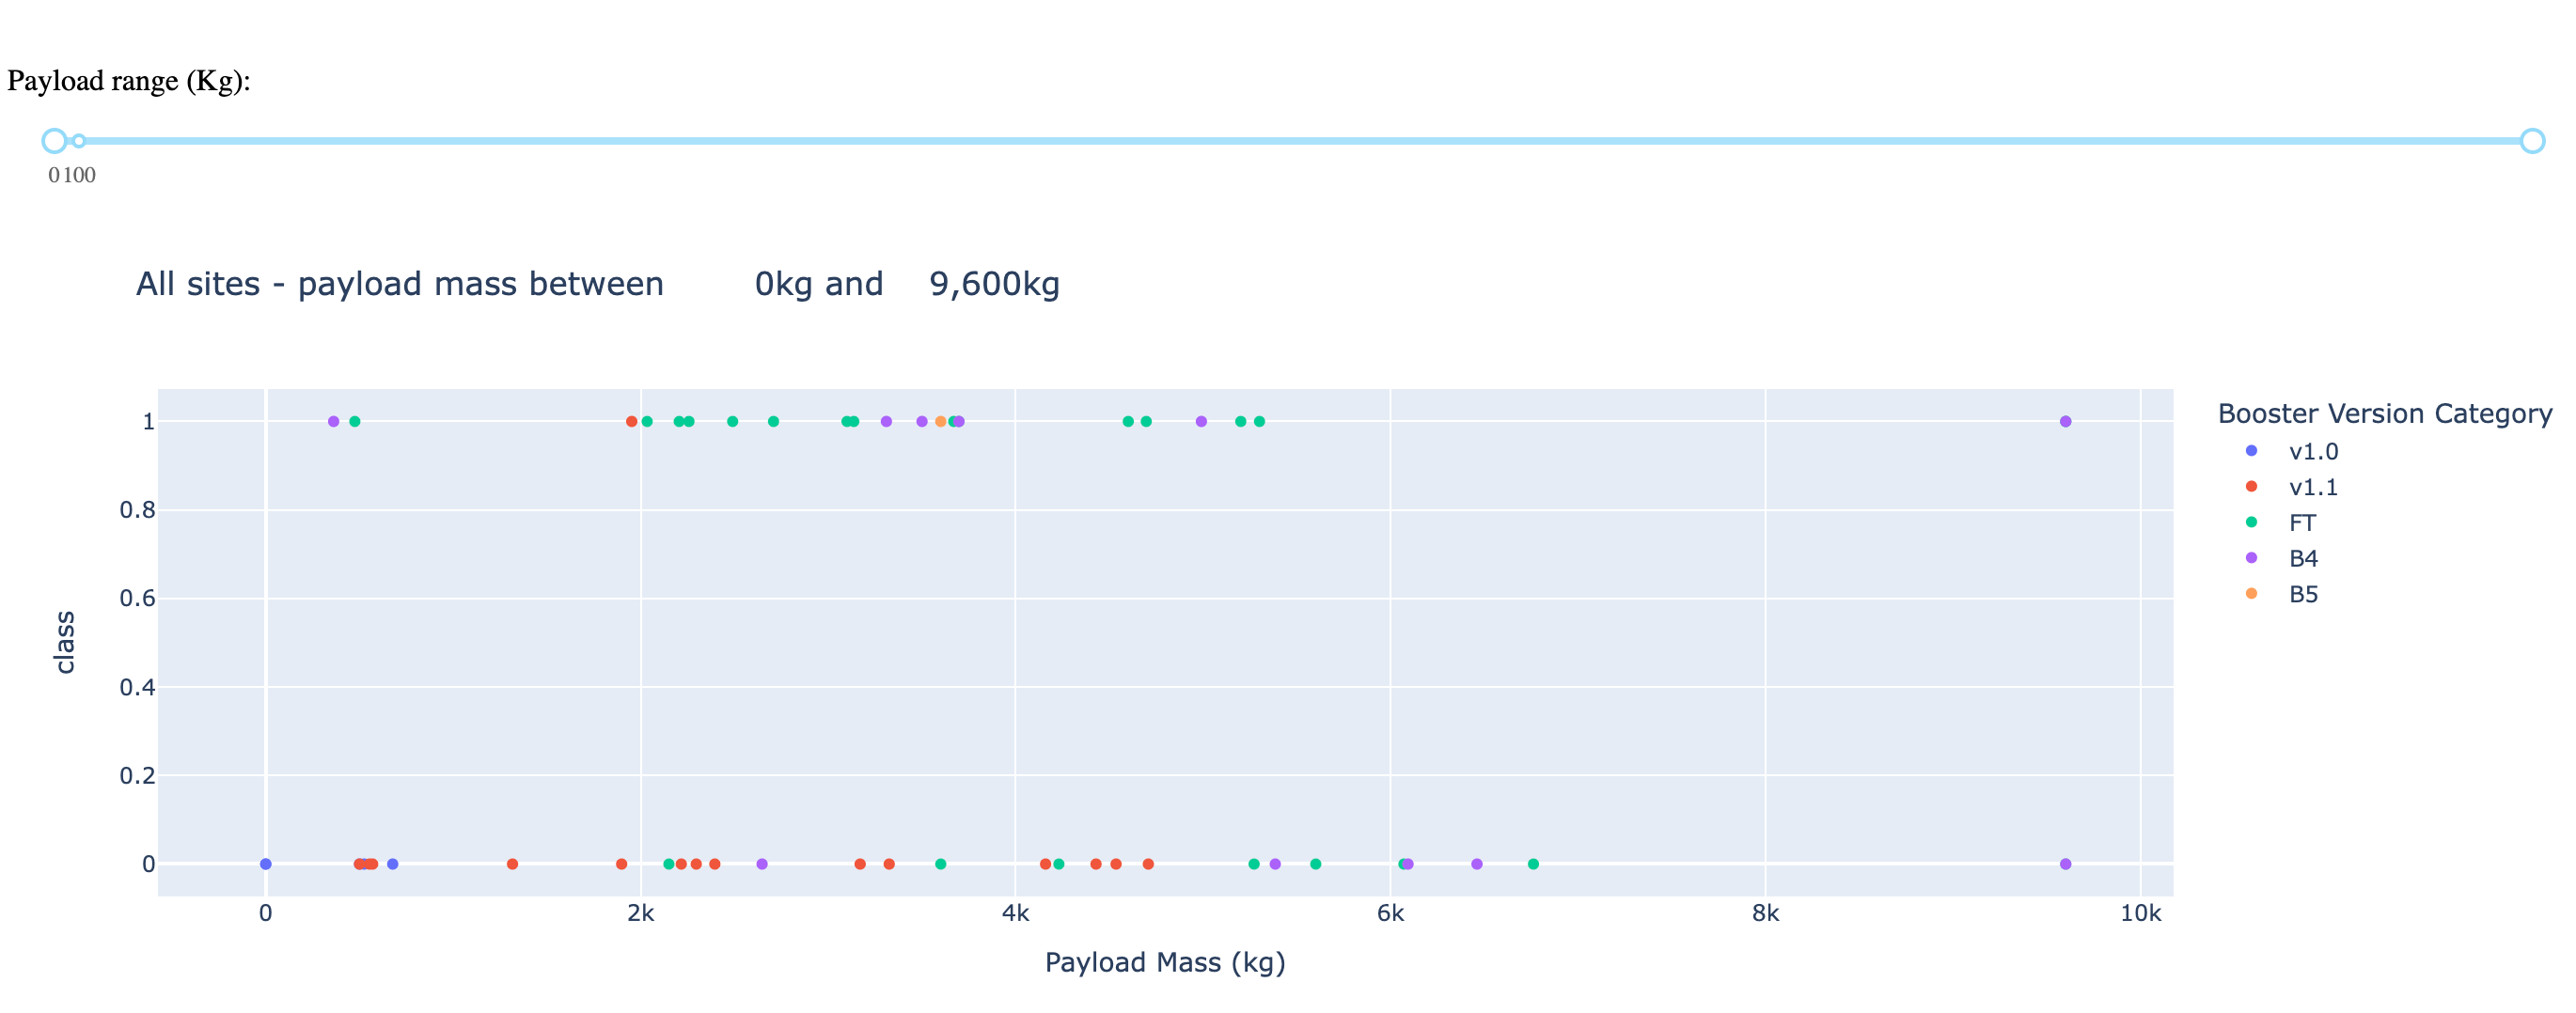 Payload range (Kg):
0 100
All sites - payload mass between 0kg and 9,600kg
Booster Version Category
v1.0
v1.1
FT
B4
B5
class
1
0.8
0.6
0.4
0.2
0
0 2k 4k 6k 8k 10k
Payload Mass (kg)